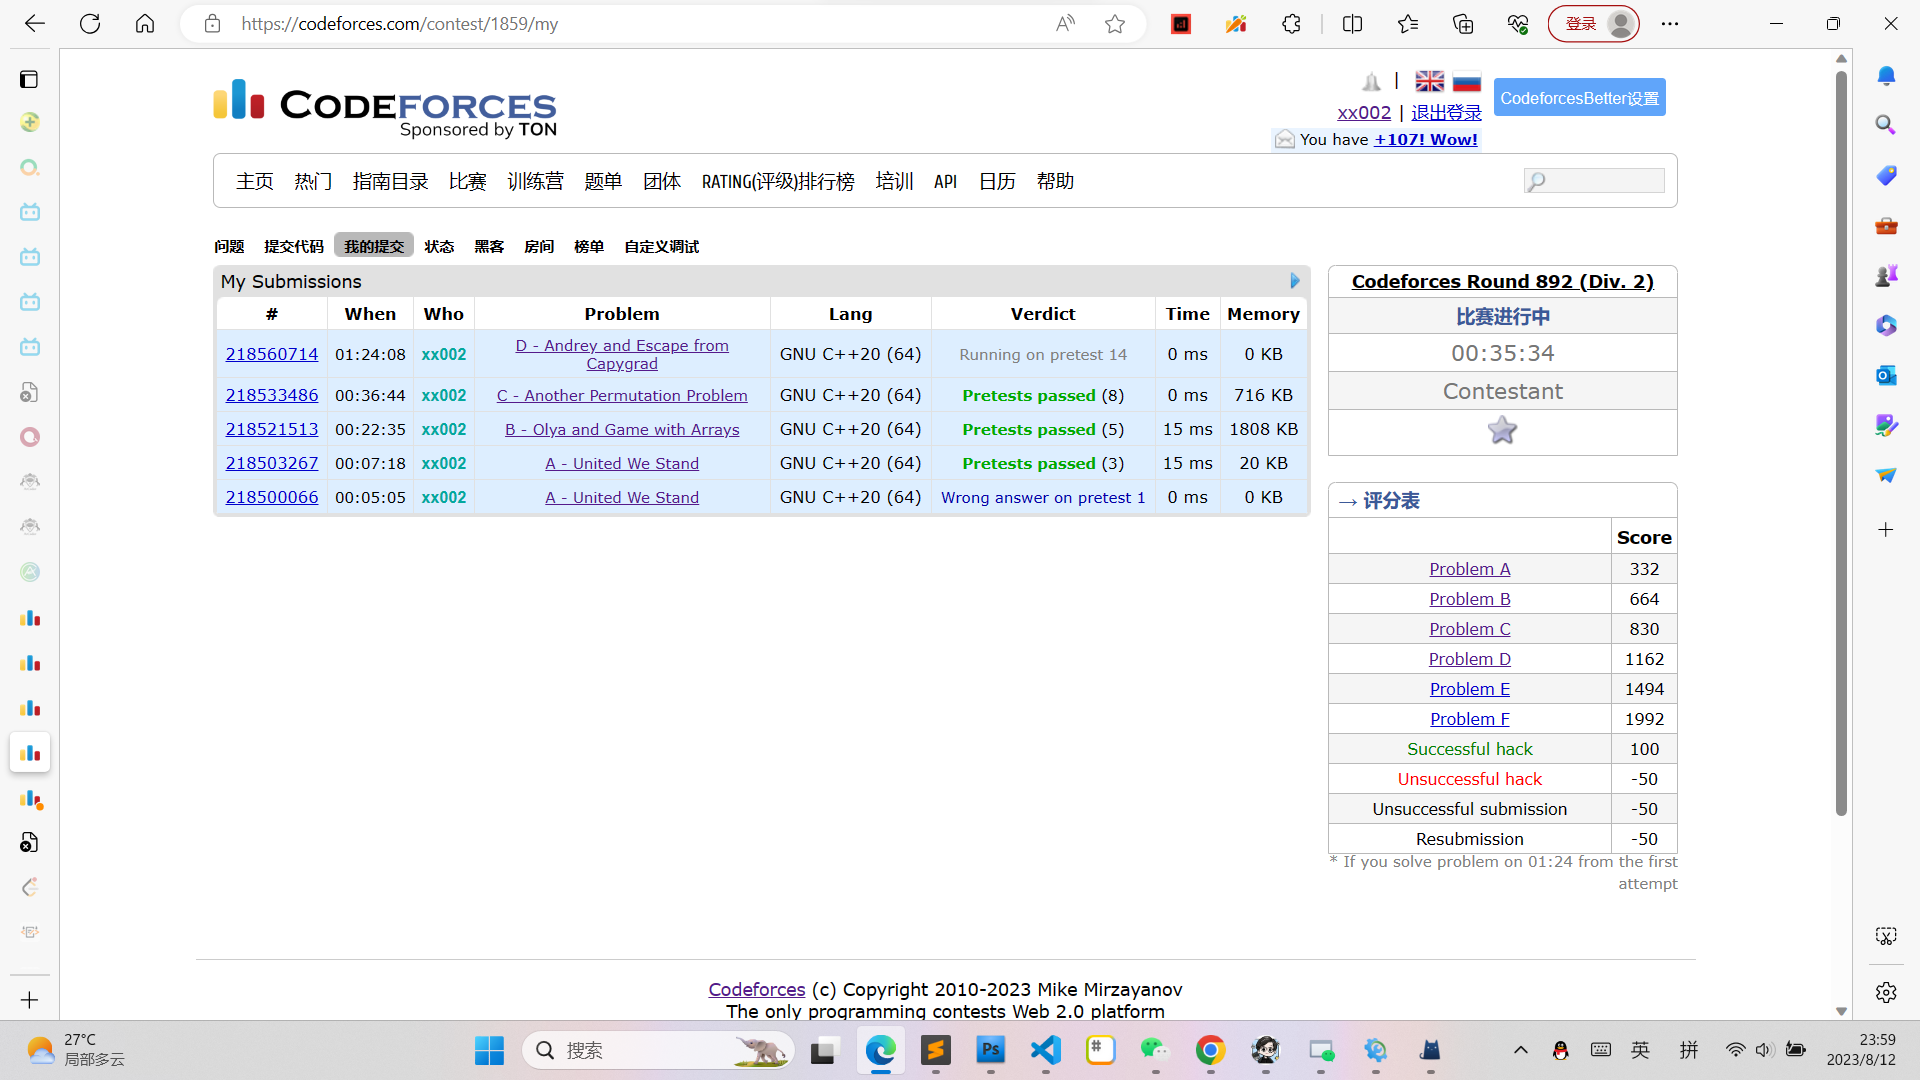 https://codeforces.com/contest/1859/my
登录
CODEFORCES
Sponsored by TON
xx002 | 退出登录
CodeforcesBetter设置
You have +107! Wow!
主页 热门 指南目录 比赛 训练营 题单 团体 RATING(评级)排行榜 培训 API 日历 帮助
问题 提交代码 我的提交 状态 黑客 房间 榜单 自定义调试
My Submissions
# When Who Problem Lang Verdict Time Memory
218560714 01:24:08 xx002 D - Andrey and Escape from Capygrad GNU C++20 (64) Running on pretest 14 0 ms 0 KB
218533486 00:36:44 xx002 C - Another Permutation Problem GNU C++20 (64) Pretests passed (8) 0 ms 716 KB
218521513 00:22:35 xx002 B - Olya and Game with Arrays GNU C++20 (64) Pretests passed (5) 15 ms 1808 KB
218503267 00:07:18 xx002 A - United We Stand GNU C++20 (64) Pretests passed (3) 15 ms 20 KB
218500066 00:05:05 xx002 A - United We Stand GNU C++20 (64) Wrong answer on pretest 1 0 ms 0 KB
Codeforces Round 892 (Div. 2)
比赛进行中
00:35:34
Contestant
→ 评分表
Score
Problem A 332
Problem B 664
Problem C 830
Problem D 1162
Problem E 1494
Problem F 1992
Successful hack 100
Unsuccessful hack -50
Unsuccessful submission -50
Resubmission -50
* If you solve problem on 01:24 from the first
attempt
Codeforces (c) Copyright 2010-2023 Mike Mirzayanov
The only programming contests Web 2.0 platform
27°C
局部多云
搜索
Ps
英 拼
23:59
2023/8/12